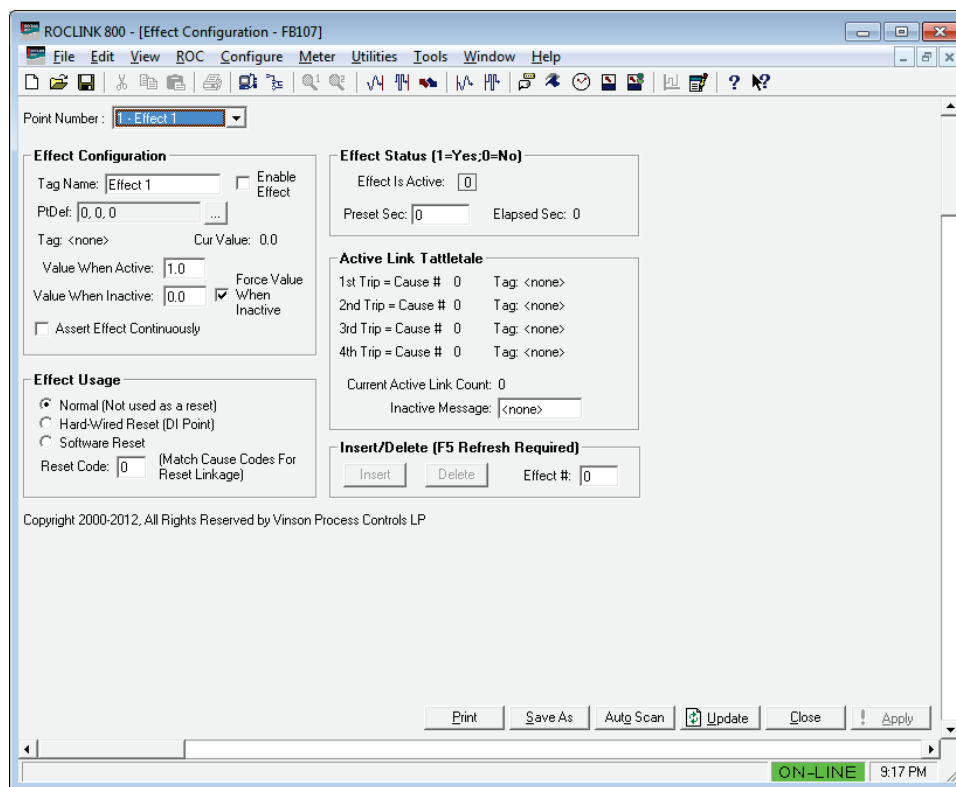 ROCLINK 800 - [Effect Configuration - FB107]
File Edit View ROC Configure Meter Utilities Tools Window Help
Point Number : 1 - Effect 1
Effect Configuration
Tag Name: Effect 1
Enable Effect
PtDef: 0, 0, 0 ...
Tag: <none> Cur Value: 0.0
Value When Active: 1.0
Value When Inactive: 0.0
Force Value When Inactive
Assert Effect Continuously
Effect Usage
Normal (Not used as a reset)
Hard-Wired Reset (DI Point)
Software Reset
Reset Code: 0 (Match Cause Codes For Reset Linkage)
Effect Status (1=Yes;0=No)
Effect Is Active: 0
Preset Sec: 0 Elapsed Sec: 0
Active Link Tattletale
1st Trip = Cause # 0 Tag: <none>
2nd Trip = Cause # 0 Tag: <none>
3rd Trip = Cause # 0 Tag: <none>
4th Trip = Cause # 0 Tag: <none>
Current Active Link Count: 0
Inactive Message: <none>
Insert/Delete (F5 Refresh Required)
Insert Delete Effect #: 0
Copyright 2000-2012, All Rights Reserved by Vinson Process Controls LP
Print Save As Auto Scan Update Close ! Apply
ON-LINE 9:17 PM